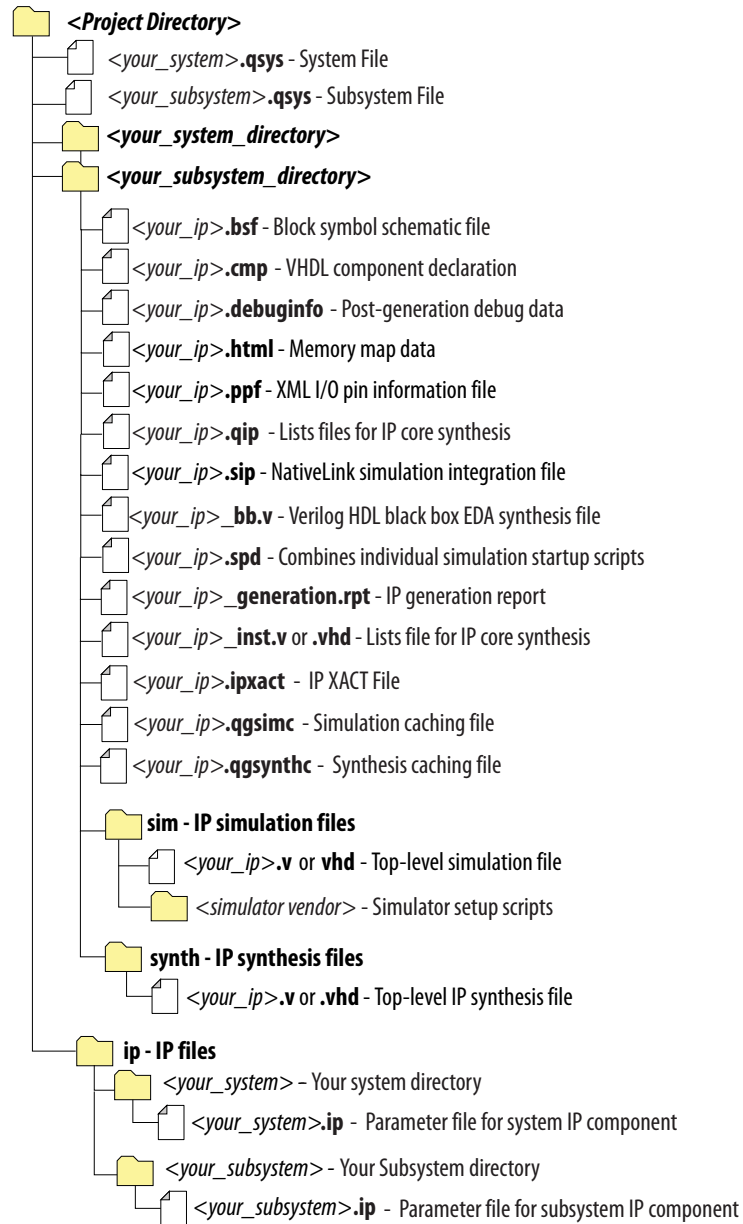 <Project Directory>
<your_system>.qsys - System File
<your_subsystem>.qsys - Subsystem File
<your_system_directory>
<your_subsystem_directory>
<your_ip>.bsf - Block symbol schematic file
<your_ip>.cmp - VHDL component declaration
<your_ip>.debuginfo - Post-generation debug data
<your_ip>.html - Memory map data
<your_ip>.ppf - XML I/O pin information file
<your_ip>.qip - Lists files for IP core synthesis
<your_ip>.sip - NativeLink simulation integration file
<your_ip>_bb.v - Verilog HDL black box EDA synthesis file
<your_ip>.spd - Combines individual simulation startup scripts
<your_ip>_generation.rpt - IP generation report
<your_ip>_inst.v or .vhd - Lists file for IP core synthesis
<your_ip>.ipxact - IP XACT File
<your_ip>.qgsimc - Simulation caching file
<your_ip>.qgsynthc - Synthesis caching file
sim - IP simulation files
<your_ip>.v or vhd - Top-level simulation file
<simulator vendor> - Simulator setup scripts
synth - IP synthesis files
<your_ip>.v or .vhd - Top-level IP synthesis file
ip - IP files
<your_system> – Your system directory
<your_system>.ip - Parameter file for system IP component
<your_subsystem> - Your Subsystem directory
<your_subsystem>.ip - Parameter file for subsystem IP component